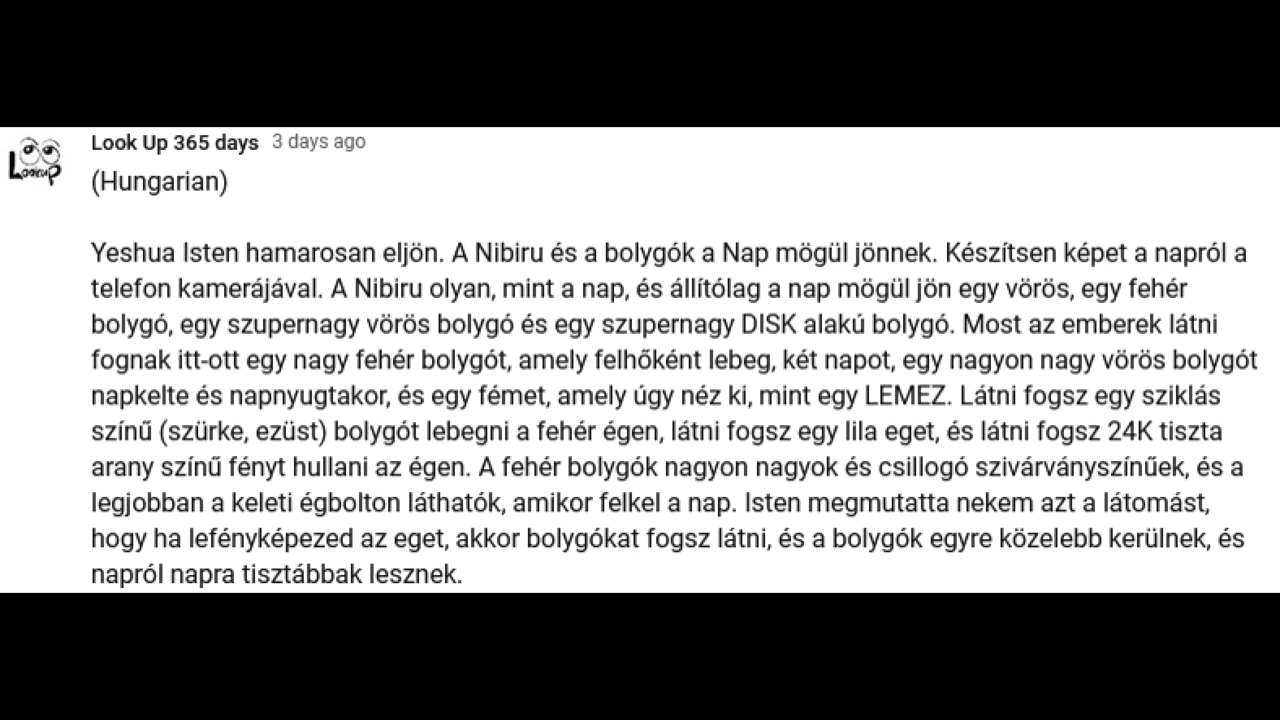 Look Up 365 days 3 days ago
Lookup
(Hungarian)
Yeshua Isten hamarosan eljön. A Nibiru és a bolygók a Nap mögül jönnek. Készítsen képet a napról a
telefon kamerájával. A Nibiru olyan, mint a nap, és állítólag a nap mögül jön egy vörös, egy fehér
bolygó, egy szupernagy vörös bolygó és egy szupernagy DISK alakú bolygó. Most az emberek látni
fognak itt-ott egy nagy fehér bolygót, amely felhőként lebeg, két napot, egy nagyon nagy vörös bolygót
napkelte és napnyugtakor, és egy fémet, amely úgy néz ki, mint egy LEMEZ. Látni fogsz egy sziklás
színű (szürke, ezüst) bolygót lebegni a fehér égen, látni fogsz egy lila eget, és látni fogsz 24K tiszta
arany színű fényt hullani az égen. A fehér bolygók nagyon nagyok és csillogó szivárványszínűek, és a
legjobban a keleti égbolton láthatók, amikor felkel a nap. Isten megmutatta nekem azt a látomást,
hogy ha lefényképezed az eget, akkor bolygókat fogsz látni, és a bolygók egyre közelebb kerülnek, és
napról napra tisztábbak lesznek.